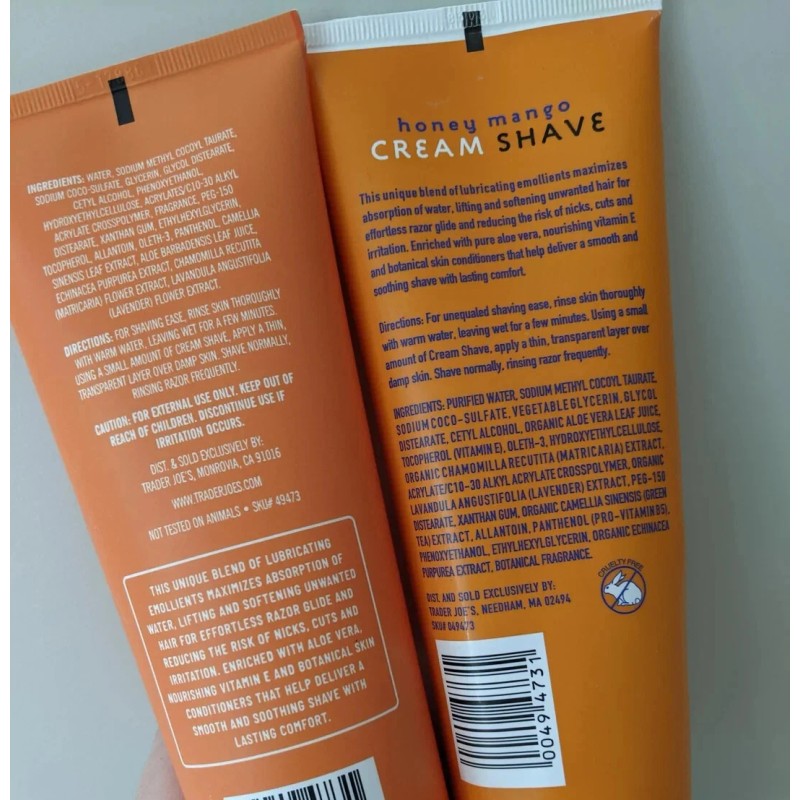 INGREDIENTS: WATER, SODIUM METHYL COCOYL TAURATE,
SODIUM COCO-SULFATE, GLYCERIN, GLYCOL DISTEARATE,
CETYL ALCOHOL, PHENOXYETHANOL,
HYDROXYETHYLCELLULOSE, ACRYLATES/C10-30 ALKYL
ACRYLATE CROSSPOLYMER, FRAGRANCE, PEG-150
DISTEARATE, XANTHAN GUM, ETHYLHEXYLGLYCERIN,
TOCOPHEROL, ALLANTOIN, OLETH-3, PANTHENOL, CAMELLIA
SINENSIS LEAF EXTRACT, ALOE BARBADENSIS LEAF JUICE,
ECHINACEA PURPUREA EXTRACT, CHAMOMILLA RECUTITA
(MATRICARIA) FLOWER EXTRACT, LAVANDULA ANGUSTIFOLIA
(LAVENDER) FLOWER EXTRACT.
DIRECTIONS: FOR SHAVING EASE, RINSE SKIN THOROUGHLY
WITH WARM WATER, LEAVING WET FOR A FEW MINUTES.
USING A SMALL AMOUNT OF CREAM SHAVE, APPLY A THIN,
TRANSPARENT LAYER OVER DAMP SKIN. SHAVE NORMALLY,
RINSING RAZOR FREQUENTLY.
CAUTION: FOR EXTERNAL USE ONLY. KEEP OUT OF
REACH OF CHILDREN. DISCONTINUE USE IF
IRRITATION OCCURS.
DIST. & SOLD EXCLUSIVELY BY:
TRADER JOE'S, MONROVIA, CA 91016
WWW.TRADERJOES.COM
NOT TESTED ON ANIMALS • SKU# 49473
THIS UNIQUE BLEND OF LUBRICATING
EMOLLIENTS MAXIMIZES ABSORPTION OF
WATER, LIFTING AND SOFTENING UNWANTED
HAIR FOR EFFORTLESS RAZOR GLIDE AND
REDUCING THE RISK OF NICKS, CUTS AND
IRRITATION. ENRICHED WITH ALOE VERA,
NOURISHING VITAMIN E AND BOTANICAL SKIN
CONDITIONERS THAT HELP DELIVER A
SMOOTH AND SOOTHING SHAVE WITH
LASTING COMFORT.
honey mango
CREAM SHAVE
This unique blend of lubricating emollients maximizes
absorption of water, lifting and softening unwanted hair for
effortless razor glide and reducing the risk of nicks, cuts and
irritation. Enriched with pure aloe vera, nourishing vitamin E
and botanical skin conditioners that help deliver a smooth and
soothing shave with lasting comfort.
Directions: For unequaled shaving ease, rinse skin thoroughly
with warm water, leaving wet for a few minutes. Using a small
amount of Cream Shave, apply a thin, transparent layer over
damp skin. Shave normally, rinsing razor frequently.
INGREDIENTS: PURIFIED WATER, SODIUM METHYL COCOYL TAURATE,
SODIUM COCO-SULFATE, VEGETABLE GLYCERIN, GLYCOL
DISTEARATE, CETYL ALCOHOL, ORGANIC ALOE VERA LEAF JUICE,
TOCOPHEROL (VITAMIN E), OLETH-3, HYDROXYETHYLCELLULOSE,
ORGANIC CHAMOMILLA RECUTITA (MATRICARIA) EXTRACT,
ACRYLATE/C10-30 ALKYL ACRYLATE CROSSPOLYMER, ORGANIC
LAVANDULA ANGUSTIFOLIA (LAVENDER) EXTRACT, PEG-150
DISTEARATE, XANTHAN GUM, ORGANIC CAMELLIA SINENSIS (GREEN
TEA) EXTRACT, ALLANTOIN, PANTHENOL (PRO-VITAMIN B5),
PHENOXYETHANOL, ETHYLHEXYLGLYCERIN, ORGANIC ECHINACEA
PURPUREA EXTRACT, BOTANICAL FRAGRANCE.
CRUELTY FREE
DIST. AND SOLD EXCLUSIVELY BY:
TRADER JOE'S, NEEDHAM, MA 02494
SKU# 049473
0049 4731